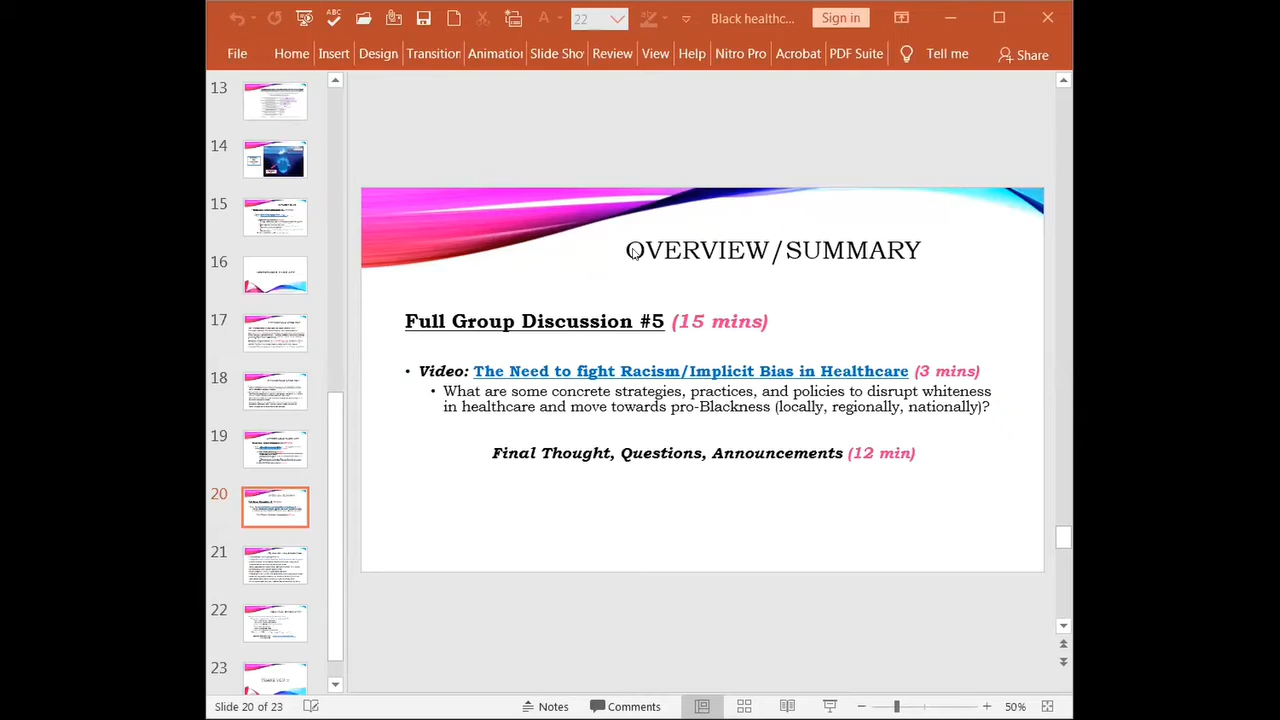 22
Black healthc...
Sign in
File
Home
Insert
Design
Transition
Animation
Slide Sho
Review
View
Help
Nitro Pro
Acrobat
PDF Suite
Tell me
Share
13
14
15
16
17
18
19
20
21
22
23
OVERVIEW/SUMMARY
Full Group Discussion #5 (15 mins)
• Video: The Need to fight Racism/Implicit Bias in Healthcare (3 mins)
• What are some concrete strategies, practices, and policies to disrupt whiteness
in healthcare and move towards pro-Blackness (locally, regionally, nationally)?
Final Thought, Questions, Announcements (12 min)
Slide 20 of 23
Notes
Comments
50%